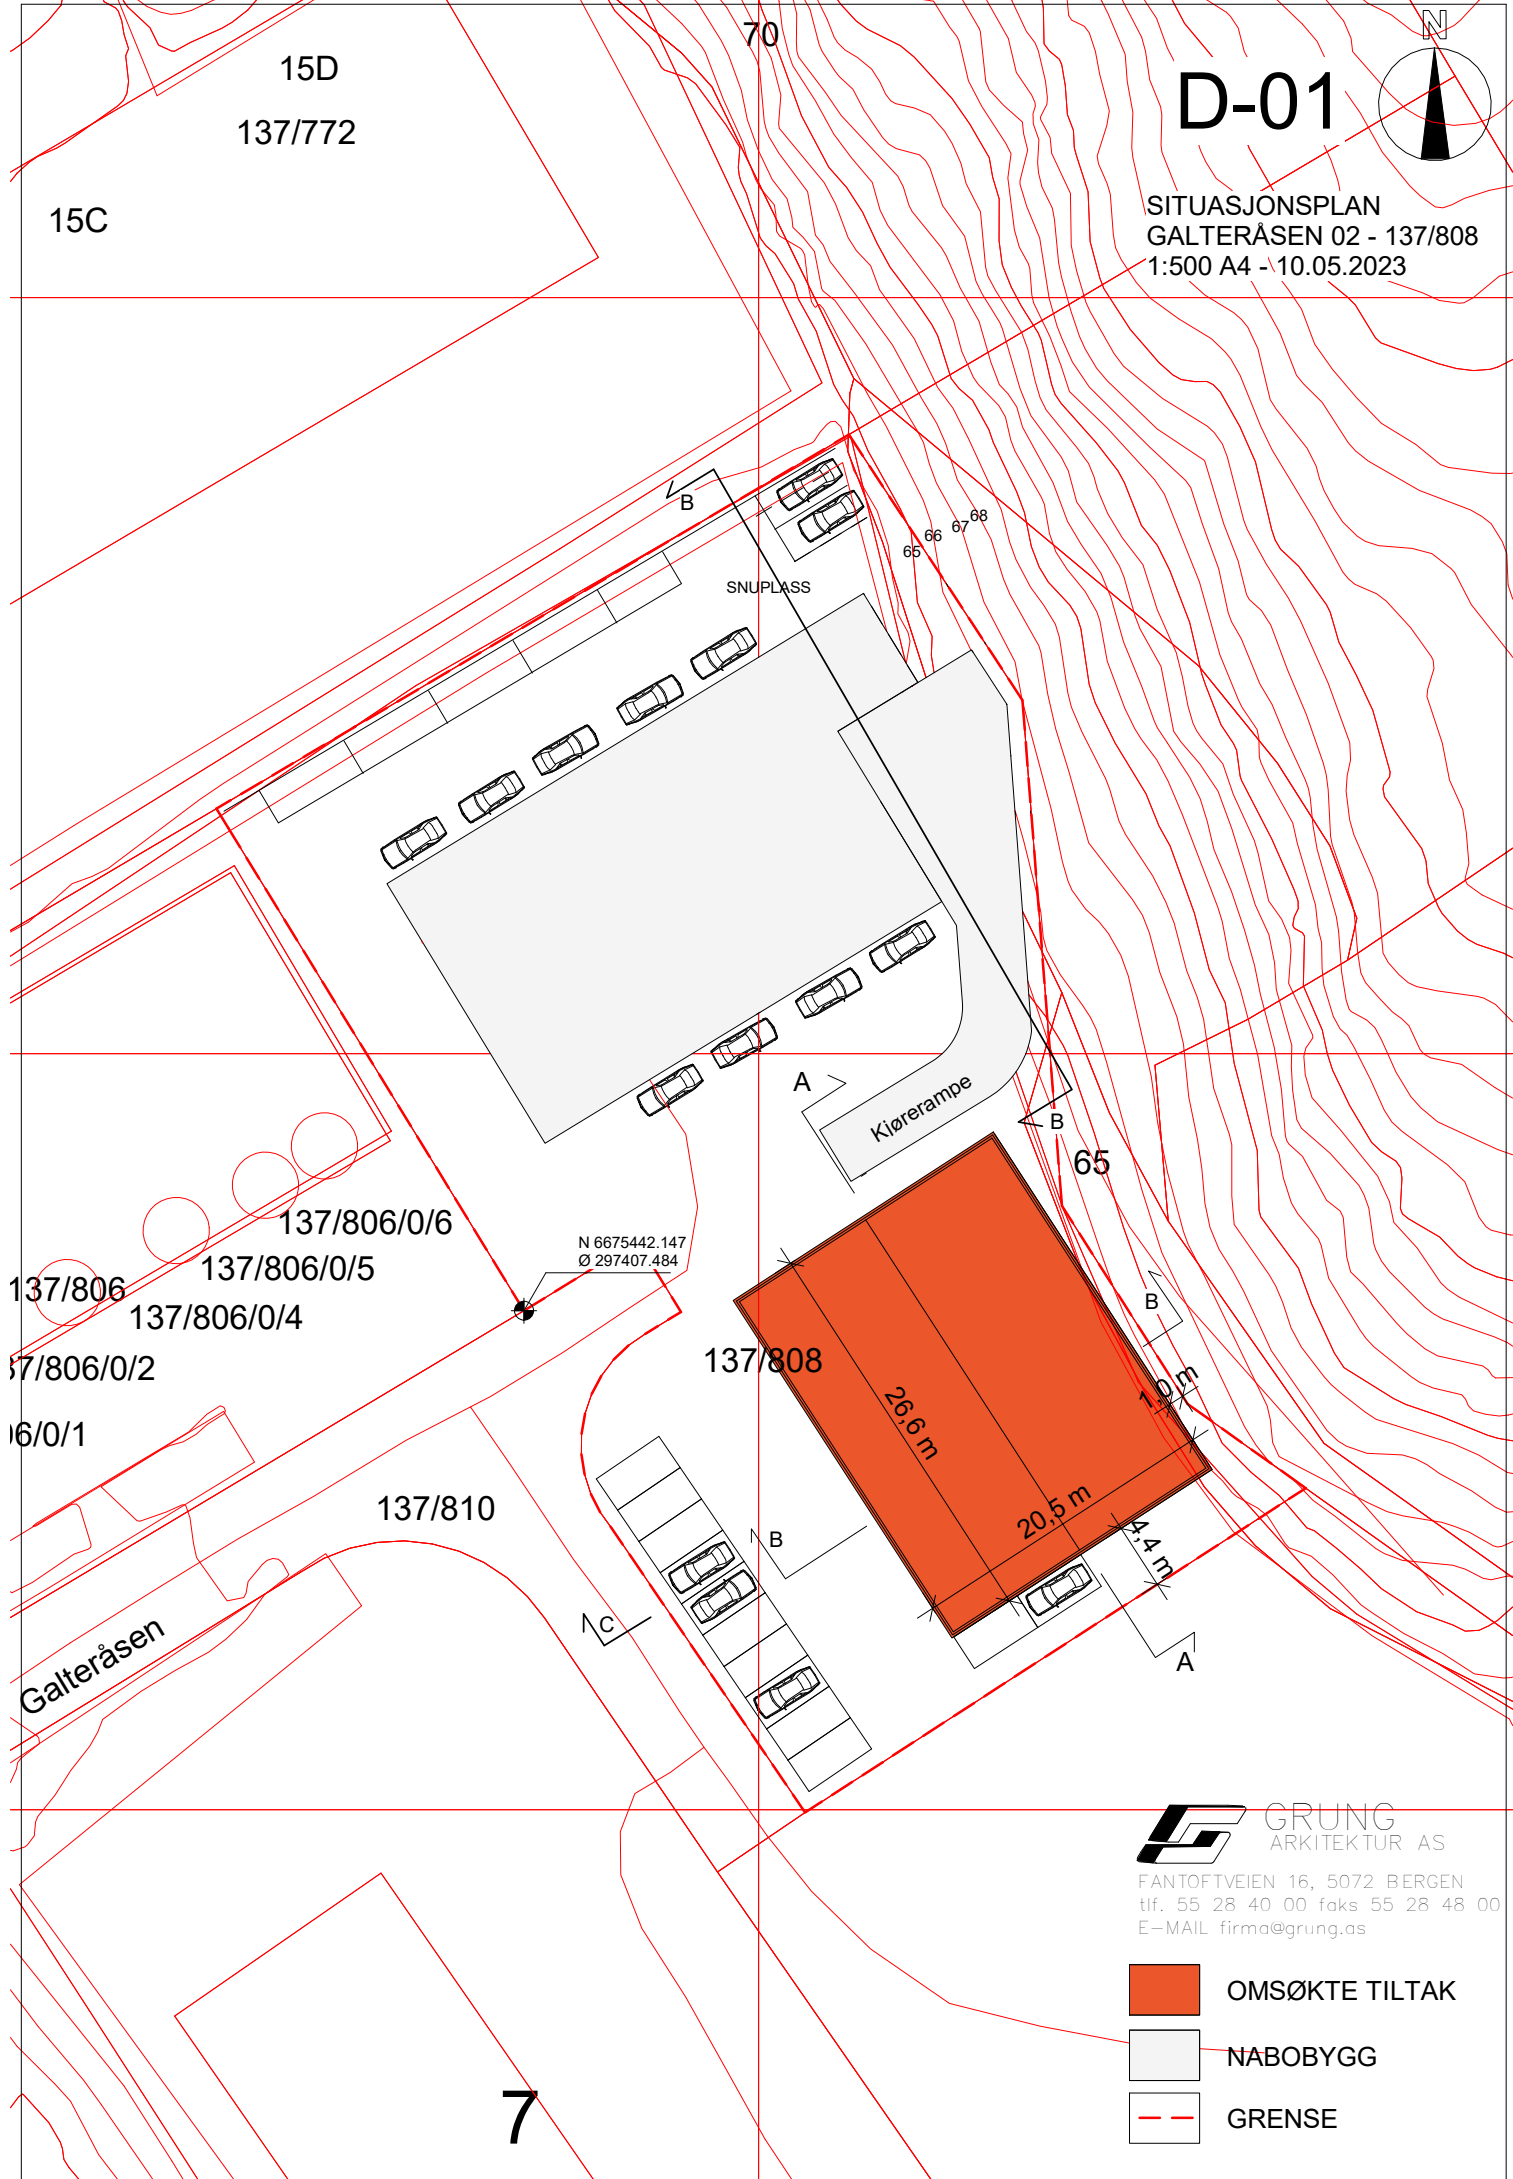 70
N
15D
D-01
137/772
15C
SITUASJONSPLAN
GALTERÅSEN 02 - 137/808
1:500 A4 - 10.05.2023
B
65 66 67 68
SNUPLASS
A
Kjørerampe
B
65
137/806/0/6
N 6675442.147
Ø 297407.484
137/806/0/5
137/806
137/806/0/4
B
137/808
37/806/0/2
1,0 m
26,6 m
06/0/1
137/810
20,5 m
4,4 m
B
C
Galteråsen
A
GRUNG
ARKITEKTUR AS
FANTOFTVEIEN 16, 5072 BERGEN
tlf. 55 28 40 00 faks 55 28 48 00
E-MAIL firma@grung.as
OMSØKTE TILTAK
NABOBYGG
7
GRENSE